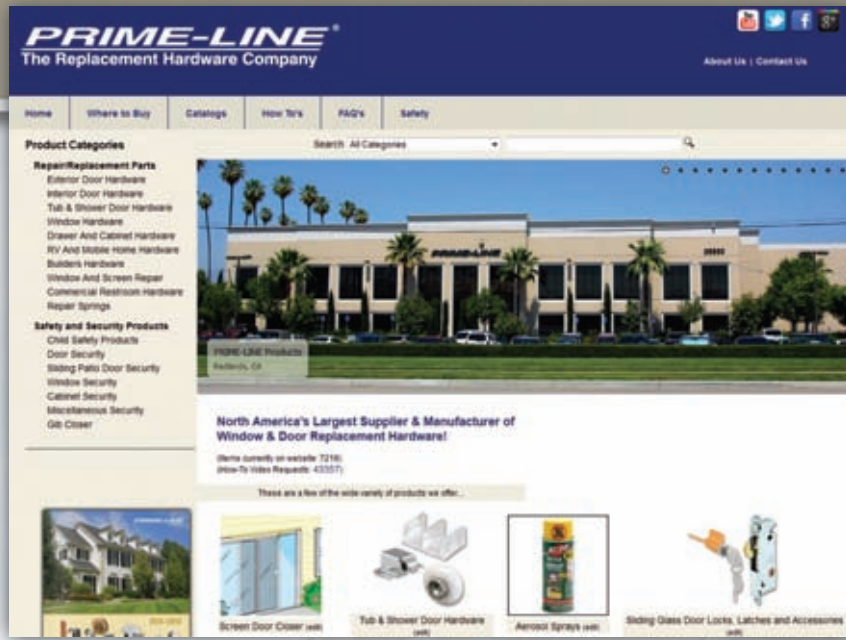 PRIME-LINE®
The Replacement Hardware Company
About Us | Contact Us
Home
Where to Buy
Catalogs
How To's
FAQ's
Safety
Product Categories
Search All Categories
Repair/Replacement Parts
Exterior Door Hardware
Interior Door Hardware
Tub & Shower Door Hardware
Window Hardware
Drawer And Cabinet Hardware
RV And Mobile Home Hardware
Builders Hardware
Window And Screen Repair
Commercial Restroom Hardware
Repair Springs
Safety and Security Products
Child Safety Products
Door Security
Sliding Patio Door Security
Window Security
Cabinet Security
Miscellaneous Security
Gib Closer
PRIME-LINE
PRIME-LINE Products
Redlands, CA
North America's Largest Supplier & Manufacturer of
Window & Door Replacement Hardware!
(Items currently on website: 7216)
(How-To Video Requests: 43357)
These are a few of the wide variety of products we offer...
PRIME-LINE
Screen Door Closer (edit)
Tub & Shower Door Hardware
(edit)
Aerosol Sprays (edit)
Sliding Glass Door Locks, Latches and Accessories
(edit)